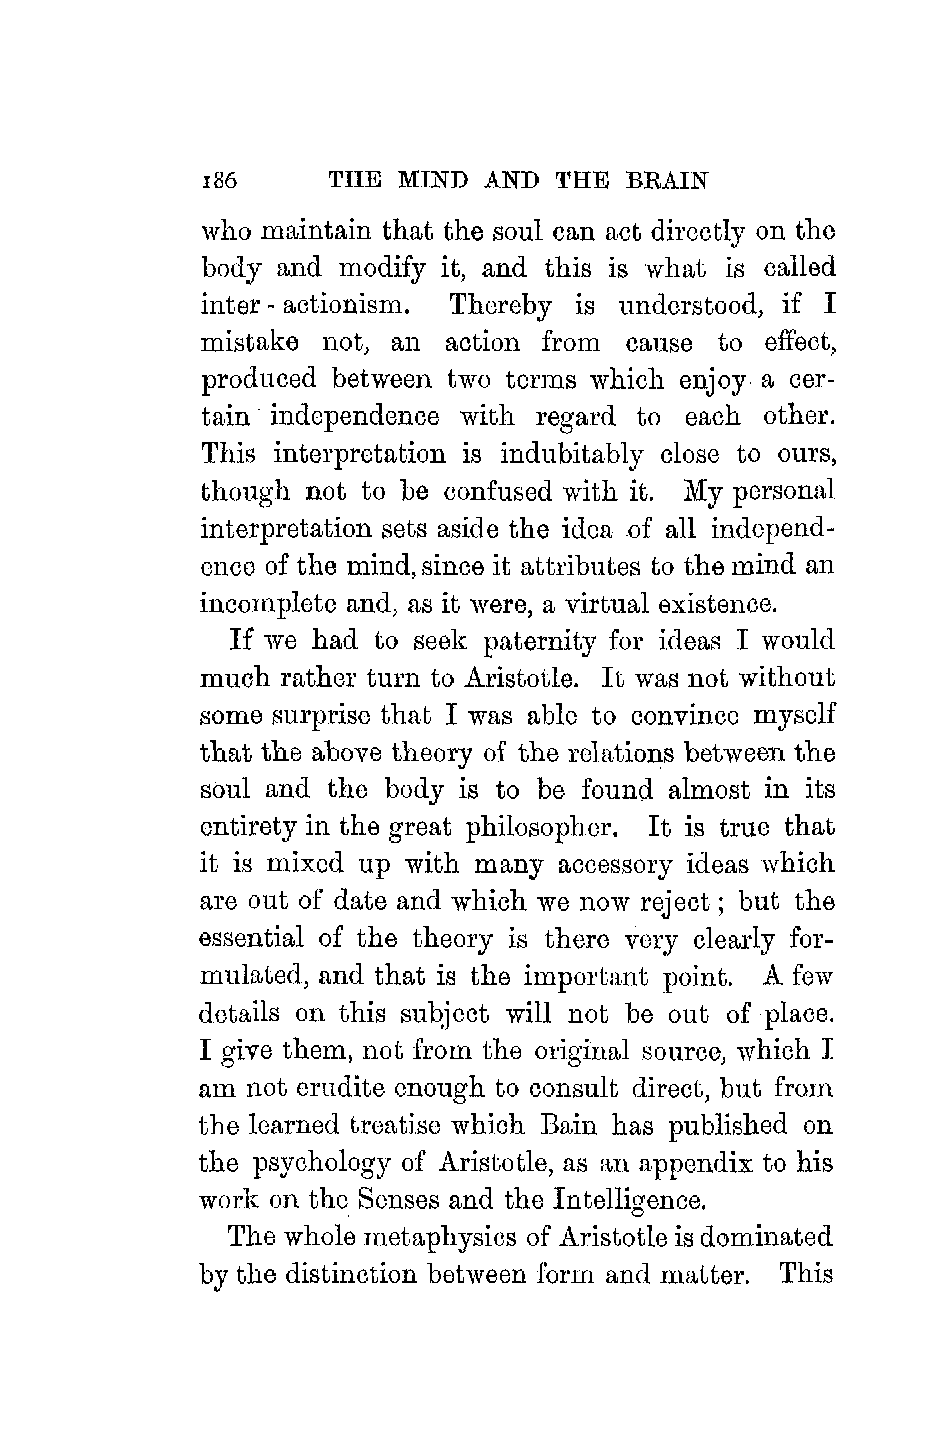 186 THE MIND AND THE BRAIN
who maintain that the soul can act directly on the
body and modify it, and this is what is called
inter-actionism. Thereby is understood, if I
mistake not, an action from cause to effect,
produced between two terms which enjoy a cer-
tain independence with regard to each other.
This interpretation is indubitably close to ours,
though not to be confused with it. My personal
interpretation sets aside the idea of all independ-
ence of the mind, since it attributes to the mind an
incomplete and, as it were, a virtual existence.
If we had to seek paternity for ideas I would
much rather turn to Aristotle. It was not without
some surprise that I was able to convince myself
that the above theory of the relations between the
soul and the body is to be found almost in its
entirety in the great philosopher. It is true that
it is mixed up with many accessory ideas which
are out of date and which we now reject; but the
essential of the theory is there very clearly for-
mulated, and that is the important point. A few
details on this subject will not be out of place.
I give them, not from the original source, which I
am not erudite enough to consult direct, but from
the learned treatise which Bain has published on
the psychology of Aristotle, as an appendix to his
work on the Senses and the Intelligence.
The whole metaphysics of Aristotle is dominated
by the distinction between form and matter. This